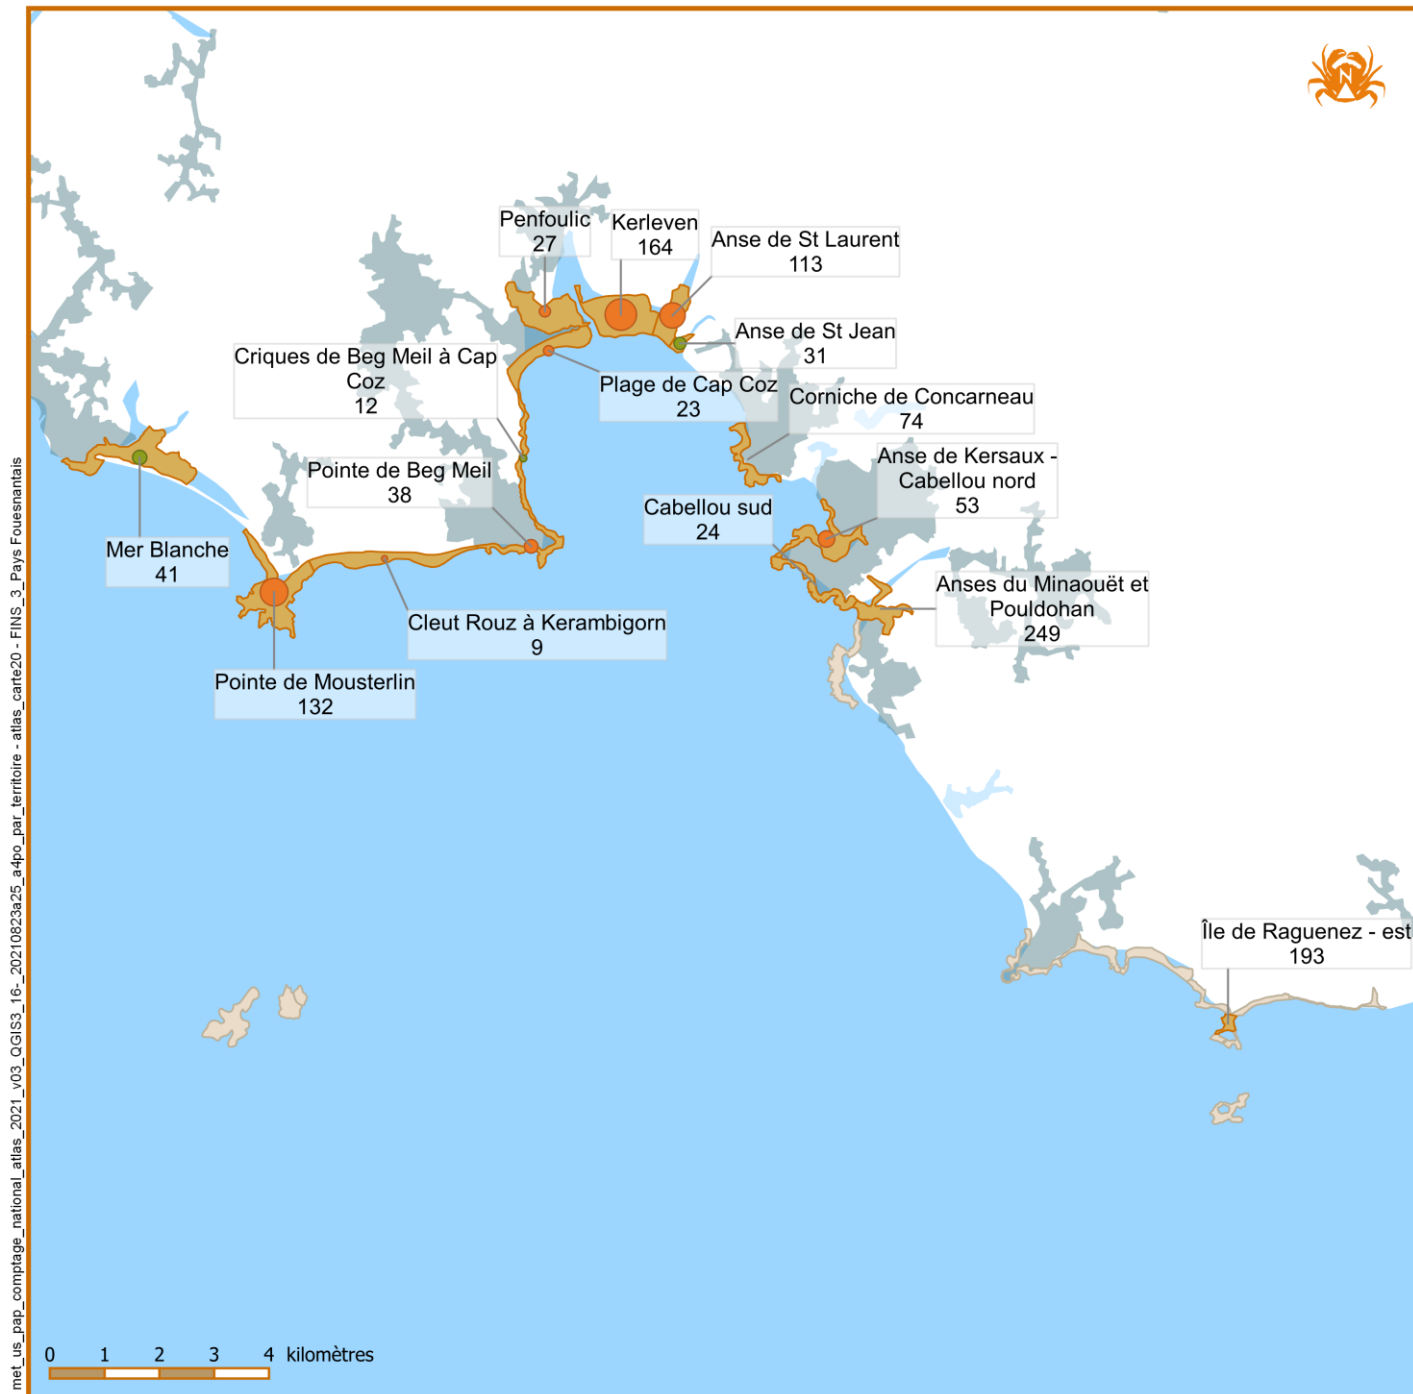 N
Penfoulic
27
Kerleven
164
Anse de St Laurent
113
Anse de St Jean
31
Criques de Beg Meil à Cap
Coz
12
Plage de Cap Coz
23
Corniche de Concarneau
74
Anse de Kersaux -
Cabellou nord
53
Pointe de Beg Meil
38
Cabellou sud
24
Mer Blanche
41
Anses du Minaouët et
Pouldohan
249
Cleut Rouz à Kerambigorn
9
Pointe de Mousterlin
132
Île de Raguenez - est
193
0 1 2 3 4 kilomètres
met_us_pap_comptage_national_atlas_2021_v03_QGIS3_16-_20210823a25_a4po_par_territoire - atlas_carte20 - FINS_3_Pays Fouesnantais